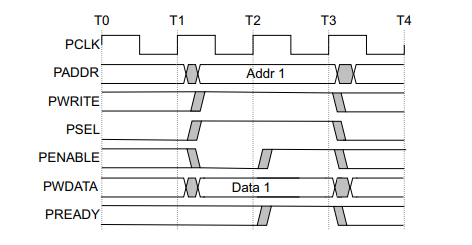 T0 T1 T2 T3 T4
PCLK
PADDR Addr 1
PWRITE
PSEL
PENABLE
PWDATA Data 1
PREADY